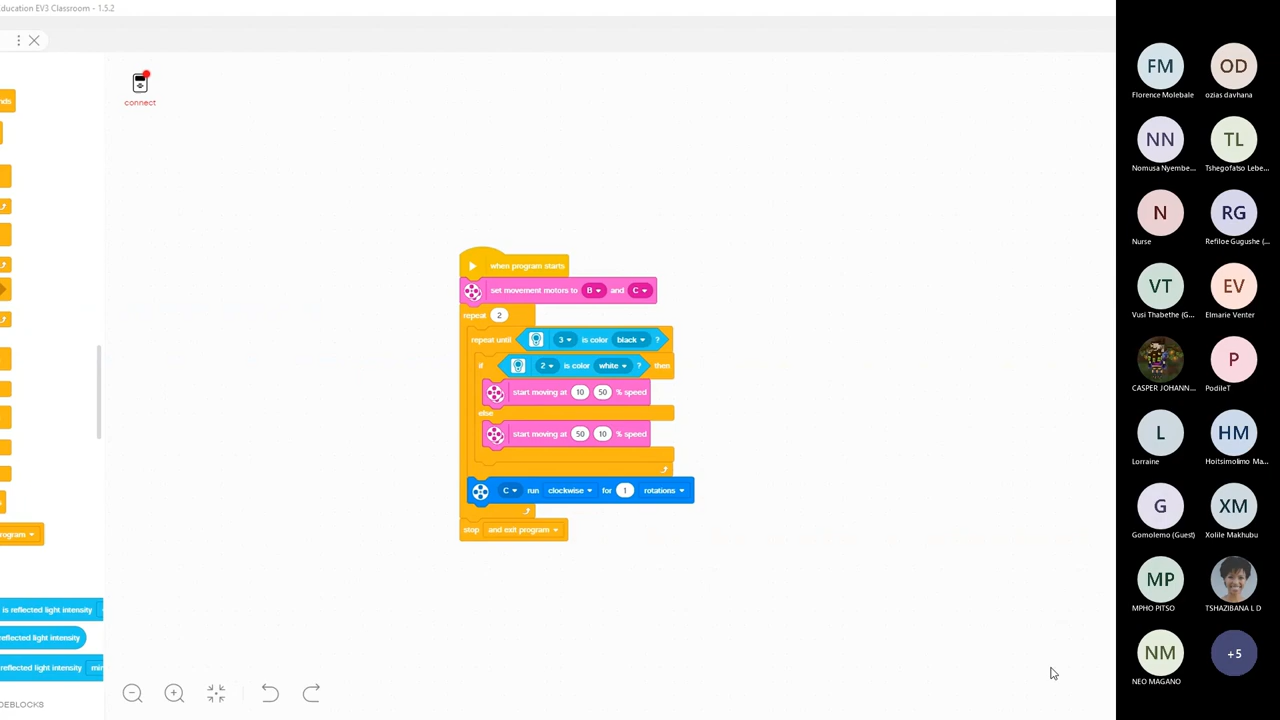 ducation EV3 Classroom - 1.5.2
connect
nds
rogram
is reflected light intensity
reflected light intensity
reflected light intensity
DEBLOCKS
when program starts
set movement motors to B and C
repeat 2
repeat until 3 is color black ?
if 2 is color white ? then
start moving at 10 50 % speed
else
start moving at 50 10 % speed
C run clockwise for 1 rotations
stop and exit program
FM OD
Florence Molebale ozias davhana
NN TL
Nomusa Nyembe... Tshegofatso Lebe...
N RG
Nurse Refiloe Gugushe (...
VT EV
Vusi Thabethe (G... Elmarie Venter
P
CASPER JOHANN... PodileT
L HM
Lorraine Hoitsimolimo Ma...
G XM
Gomolemo (Guest) Xolile Makhubu
MP
MPHO PITSO TSHAZIBANA L D
NM +5
NEO MAGANO